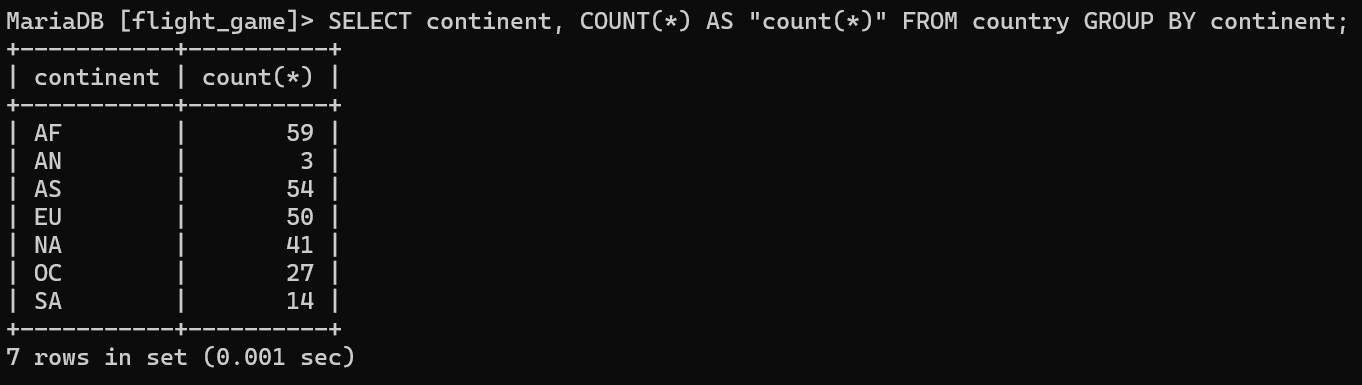 MariaDB [flight_game]> SELECT continent, COUNT(*) AS "count(*)" FROM country GROUP BY continent;
+-----------+----------+
| continent | count(*) |
+-----------+----------+
| AF        |       59 |
| AN        |        3 |
| AS        |       54 |
| EU        |       50 |
| NA        |       41 |
| OC        |       27 |
| SA        |       14 |
+-----------+----------+
7 rows in set (0.001 sec)